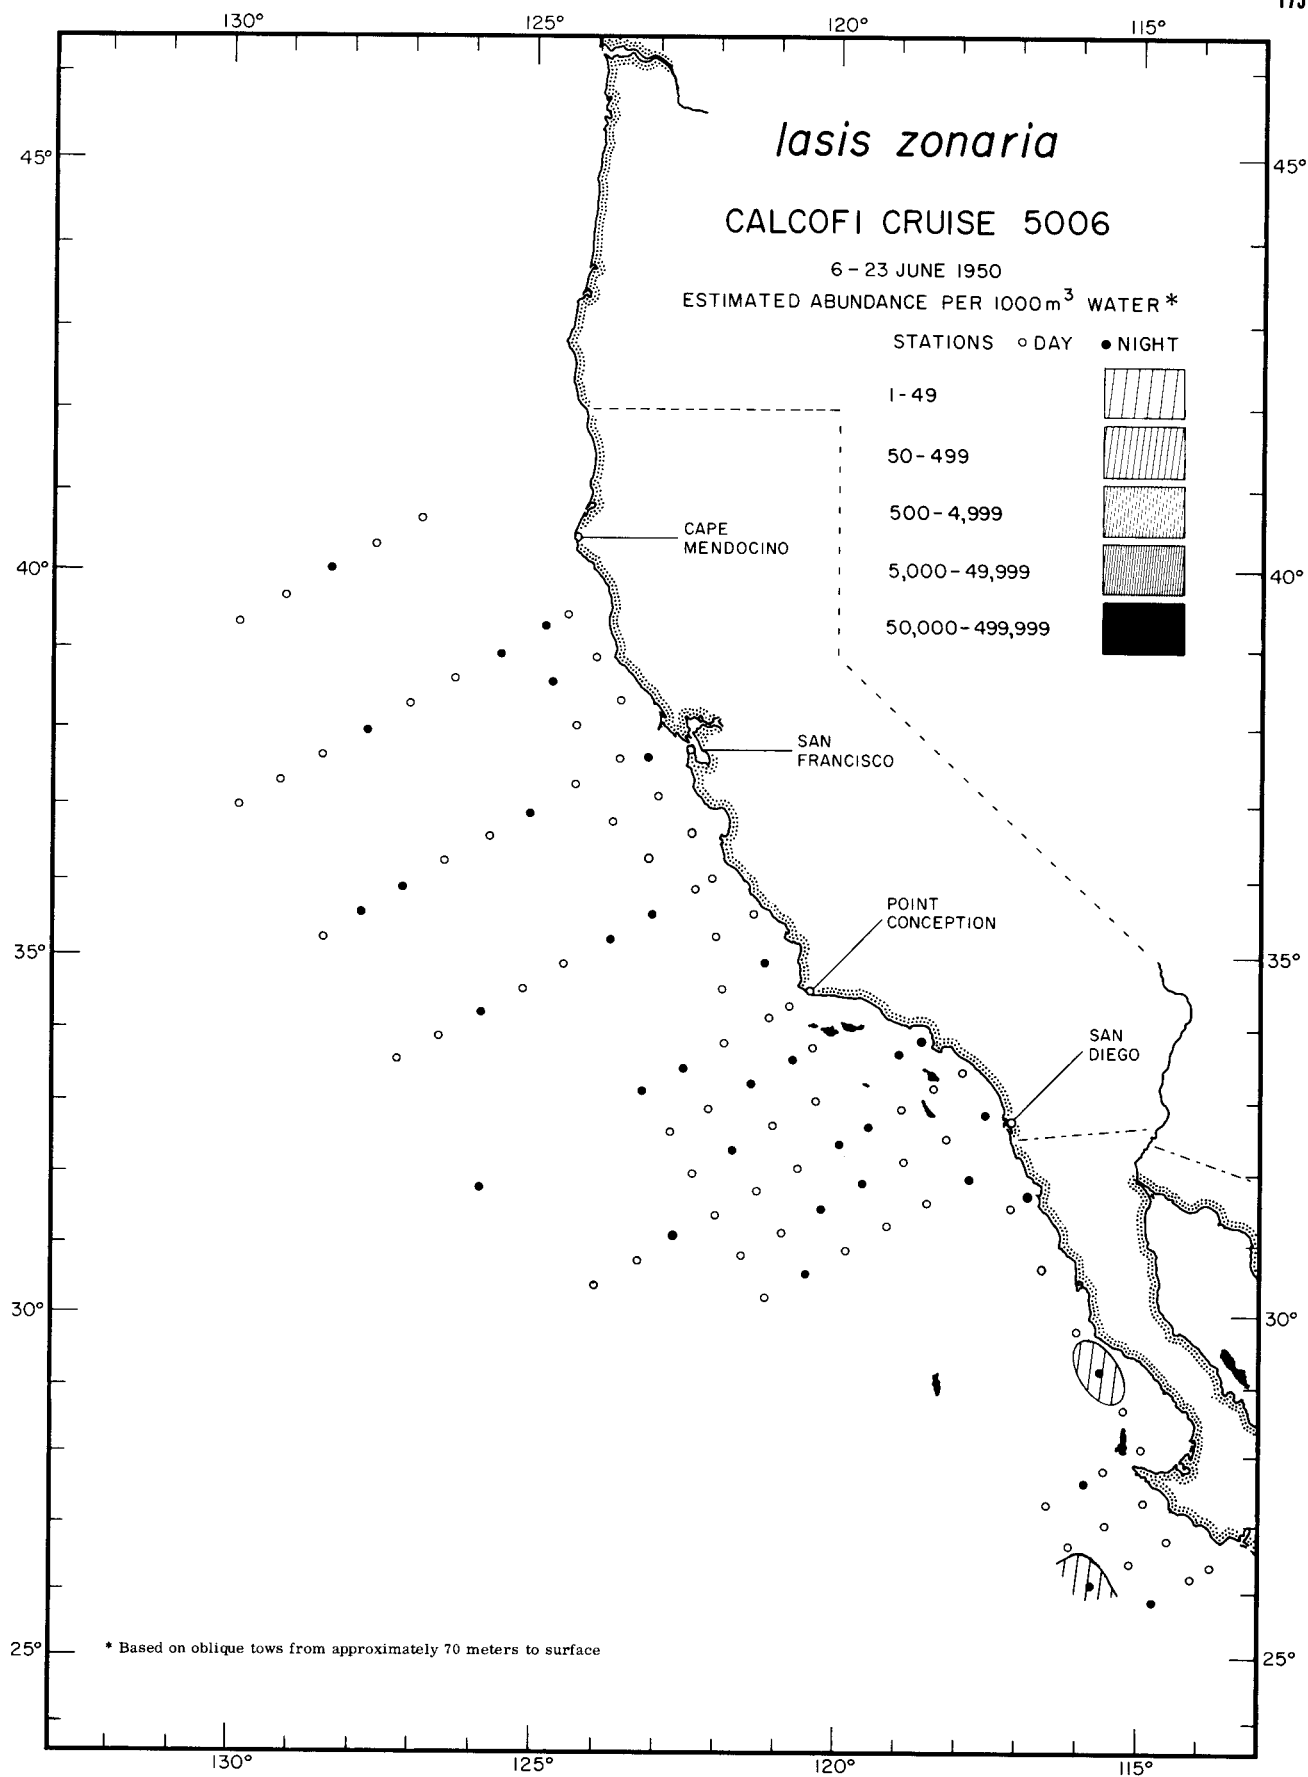 130° 125° 120° 115°
45° 45°
Iasis zonaria
CALCOFI CRUISE 5006
6-23 JUNE 1950
ESTIMATED ABUNDANCE PER 1000m³ WATER*
STATIONS ○ DAY ● NIGHT
1-49
50-499
500-4,999
5,000-49,999
50,000-499,999
CAPE
MENDOCINO
40° 40°
SAN
FRANCISCO
POINT
CONCEPTION
35° 35°
SAN
DIEGO
30° 30°
25° 25°
* Based on oblique tows from approximately 70 meters to surface
130° 125° 120° 115°